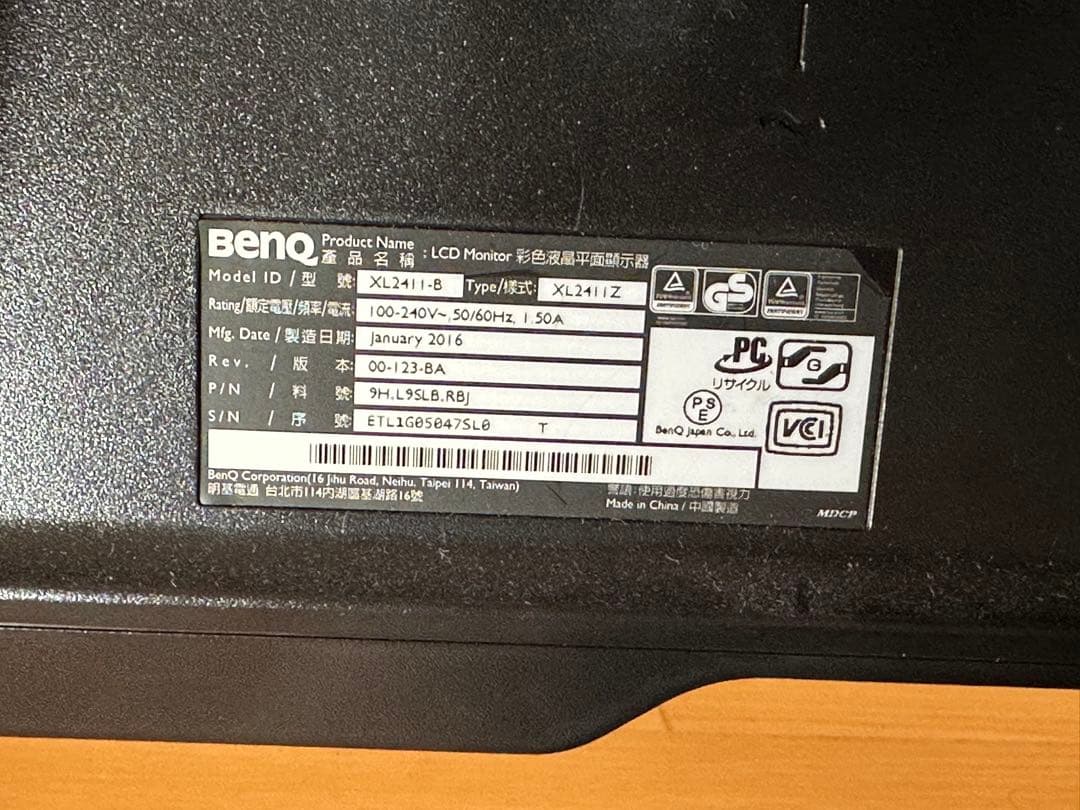 BenQ
Product Name
產品名稱 : LCD Monitor 彩色液晶平面顯示器
Model ID / 型 號: XL2411-B Type/樣式: XL2411Z
Rating/額定電壓/頻率/電流: 100-240V~, 50/60Hz, 1.50A
Mfg. Date / 製造日期: January 2016
Rev. / 版 本: 00-123-BA
P/N / 料 號: 9H.L9SLB.RBJ
S/N / 序 號: ETL1G05047SL0 T
GS
PC
リサイクル
G
PS
E
BenQ Japan Co., Ltd.
VCCI
BenQ Corporation(16 Jihu Road, Neihu, Taipei 114, Taiwan)
明基電通 台北市114內湖區基湖路16號
警語:使用過度恐傷害視力
Made in China / 中國製造
MDCP